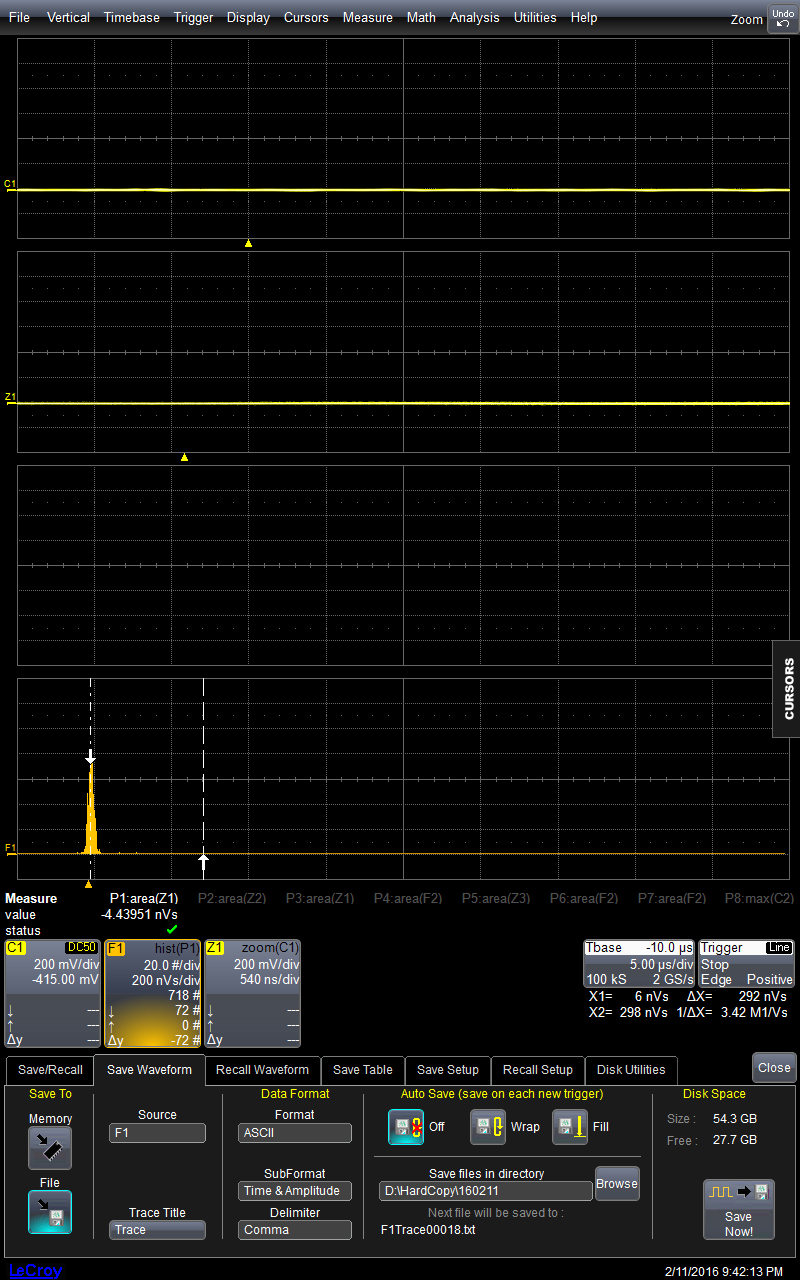 File Vertical Timebase Trigger Display Cursors Measure Math Analysis Utilities Help Zoom Undo
C1
Z1
CURSORS
F1
Measure P1:area(Z1) P2:area(Z2) P3:area(Z1) P4:area(F2) P5:area(Z3) P6:area(F2) P7:area(F2) P8:max(C2)
value -4.43951 nVs
status
C1 DC50
200 mV/div
-415.00 mV
---
---
Δy ---
F1 hist(P1)
20.0 #/div
200 nVs/div
718 #
72 #
0 #
Δy -72 #
Z1 zoom(C1)
200 mV/div
540 ns/div
---
---
Δy ---
Tbase -10.0 µs
5.00 µs/div
100 kS 2 GS/s
Trigger Line
Stop
Edge Positive
X1= 6 nVs ΔX= 292 nVs
X2= 298 nVs 1/ΔX= 3.42 M1/Vs
Save/Recall Save Waveform Recall Waveform Save Table Save Setup Recall Setup Disk Utilities Close
Save To
Memory
File
Source
F1
Trace Title
Trace
Data Format
Format
ASCII
SubFormat
Time & Amplitude
Delimiter
Comma
Auto Save (save on each new trigger)
Off Wrap Fill
Save files in directory
D:\HardCopy\160211 Browse
Next file will be saved to :
F1Trace00018.txt
Disk Space
Size : 54.3 GB
Free : 27.7 GB
Save
Now!
LeCroy 2/11/2016 9:42:13 PM